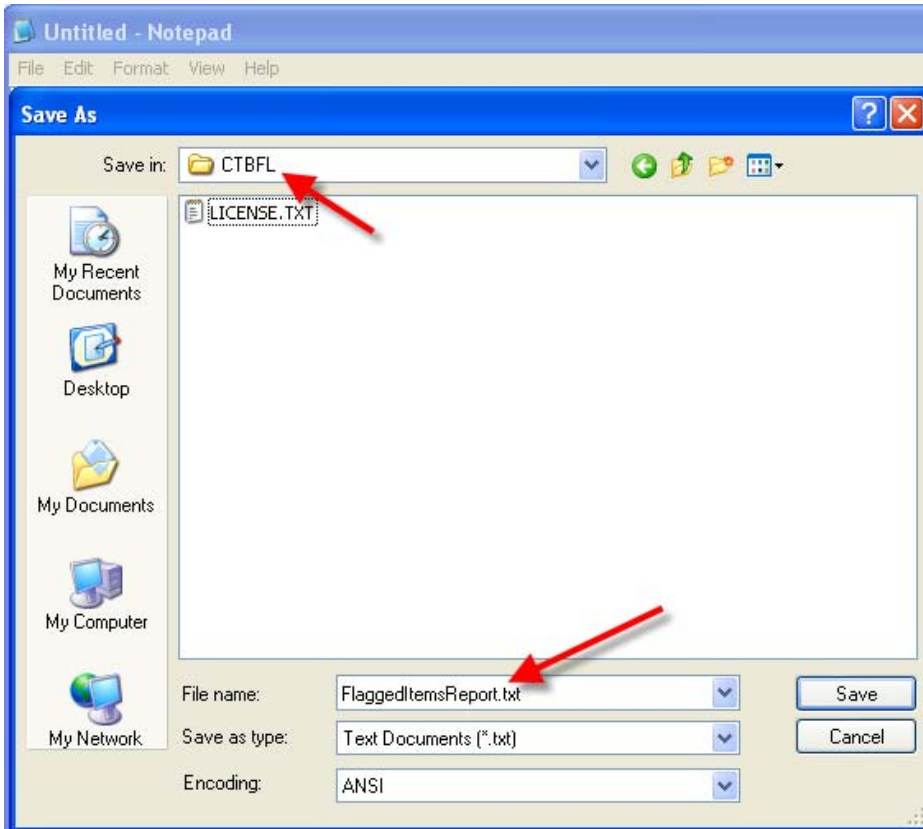 Untitled - Notepad
File Edit Format View Help
Save As
Save in: CTBFL
LICENSE.TXT
My Recent
Documents
Desktop
My Documents
My Computer
My Network
File name: FlaggedItemsReport.txt Save
Save as type: Text Documents (*.txt) Cancel
Encoding: ANSI